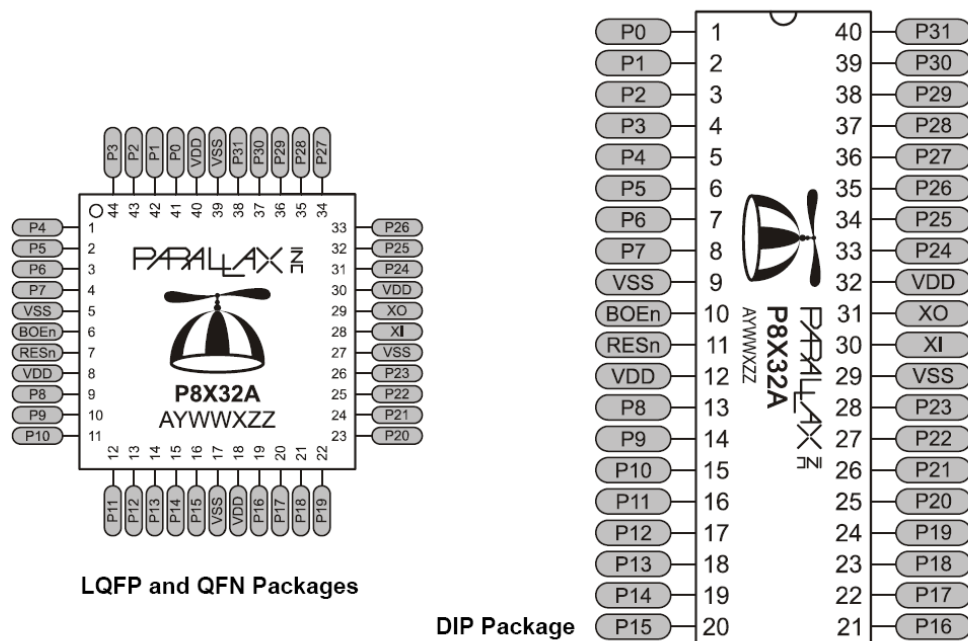 P3 P2 P1 P0 VDD VSS P31 P30 P29 P28 P27
44 43 42 41 40 39 38 37 36 35 34
P4 1 33 P26
P5 2 32 P25
P6 3 31 P24
P7 4 30 VDD
VSS 5 29 XO
BOEn 6 28 XI
RESn 7 27 VSS
VDD 8 26 P23
P8 9 25 P22
P9 10 24 P21
P10 11 23 P20
PARALLAX INC
P8X32A
AYWWXZZ
12 13 14 15 16 17 18 19 20 21 22
P11 P12 P13 P14 P15 VSS VDD P16 P17 P18 P19
LQFP and QFN Packages
P0 1 40 P31
P1 2 39 P30
P2 3 38 P29
P3 4 37 P28
P4 5 36 P27
P5 6 35 P26
P6 7 34 P25
P7 8 33 P24
VSS 9 32 VDD
BOEn 10 31 XO
RESn 11 30 XI
VDD 12 29 VSS
P8 13 28 P23
P9 14 27 P22
P10 15 26 P21
P11 16 25 P20
P12 17 24 P19
P13 18 23 P18
P14 19 22 P17
P15 20 21 P16
PARALLAX INC
P8X32A
AYWWXZZ
DIP Package